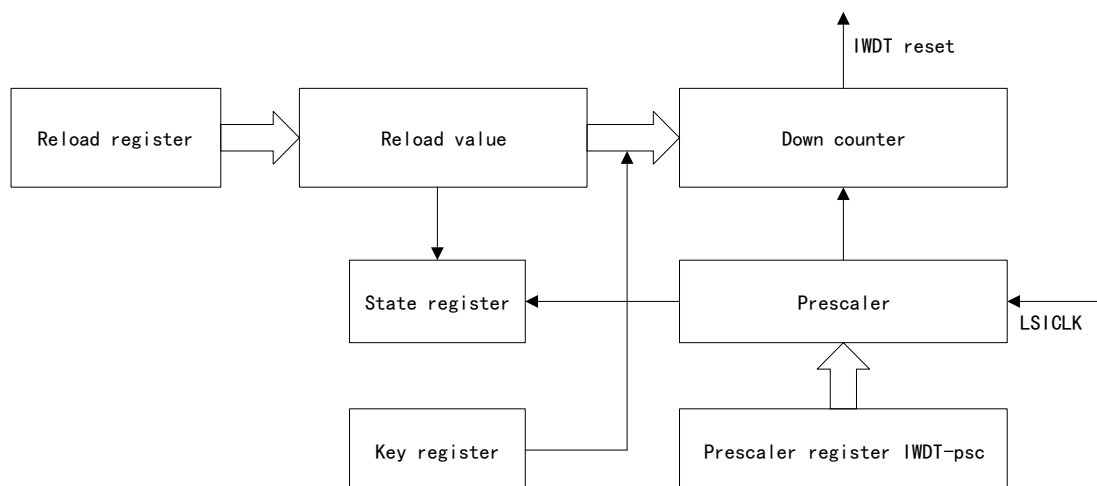 IWDT reset
Reload register
Reload value
Down counter
State register
Prescaler
LSICLK
Key register
Prescaler register IWDT-psc